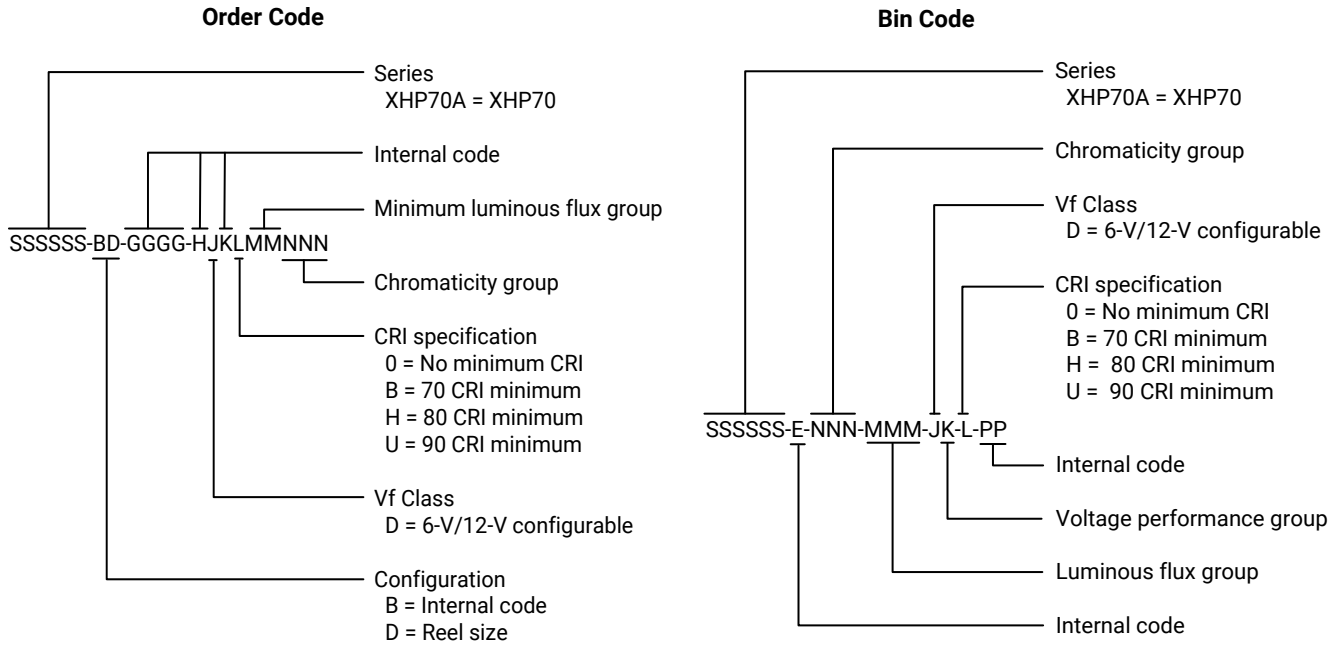 Order Code
Series
XHP70A = XHP70
Internal code
Minimum luminous flux group
SSSSSS-BD-GGGG-HJKLMMNNN
Chromaticity group
CRI specification
0 = No minimum CRI
B = 70 CRI minimum
H = 80 CRI minimum
U = 90 CRI minimum
Vf Class
D = 6-V/12-V configurable
Configuration
B = Internal code
D = Reel size
Bin Code
Series
XHP70A = XHP70
Chromaticity group
Vf Class
D = 6-V/12-V configurable
CRI specification
0 = No minimum CRI
B = 70 CRI minimum
H =  80 CRI minimum
U =  90 CRI minimum
SSSSSS-E-NNN-MMM-JK-L-PP
Internal code
Voltage performance group
Luminous flux group
Internal code